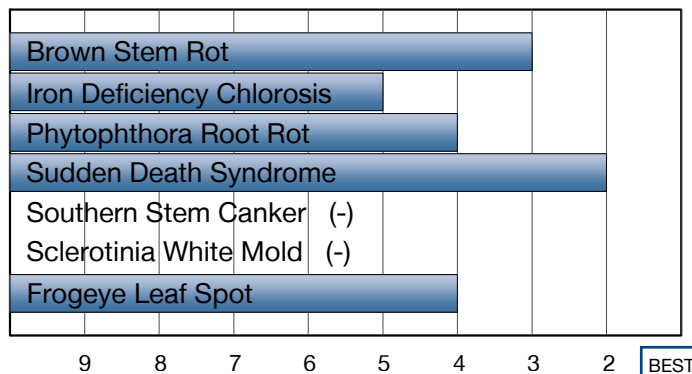 Brown Stem Rot
Iron Deficiency Chlorosis
Phytophthora Root Rot
Sudden Death Syndrome
Southern Stem Canker (-)
Sclerotinia White Mold (-)
Frogeye Leaf Spot
9 8 7 6 5 4 3 2 BEST